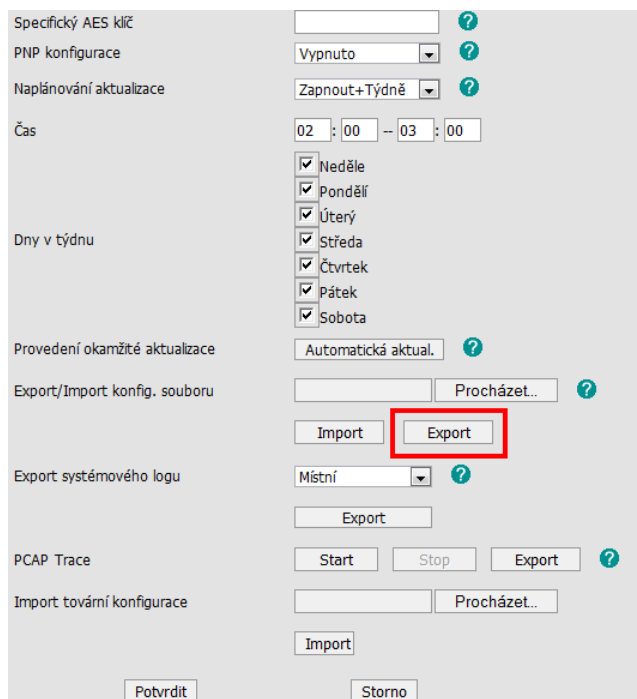 Specifický AES klíč ?
PNP konfigurace Vypnuto ?
Naplánování aktualizace Zapnout+Týdně ?
Čas 02 : 00 -- 03 : 00
Neděle
Pondělí
Úterý
Dny v týdnu Středa
Čtvrtek
Pátek
Sobota
Provedení okamžité aktualizace Automatická aktual. ?
Export/Import konfig. souboru Procházet... ?
Import Export
Export systémového logu Místní ?
Export
PCAP Trace Start Stop Export ?
Import tovární konfigurace Procházet...
Import
Potvrdit Storno